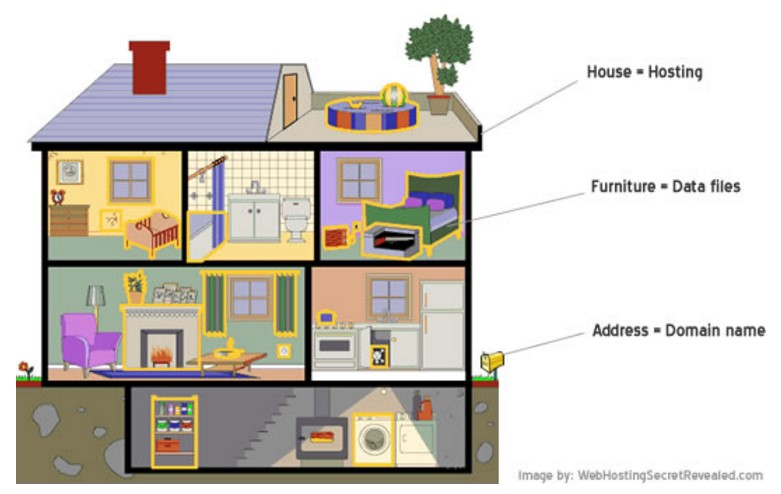 House = Hosting
Furniture = Data files
Address = Domain name
Image by: WebHostingSecretRevealed.com